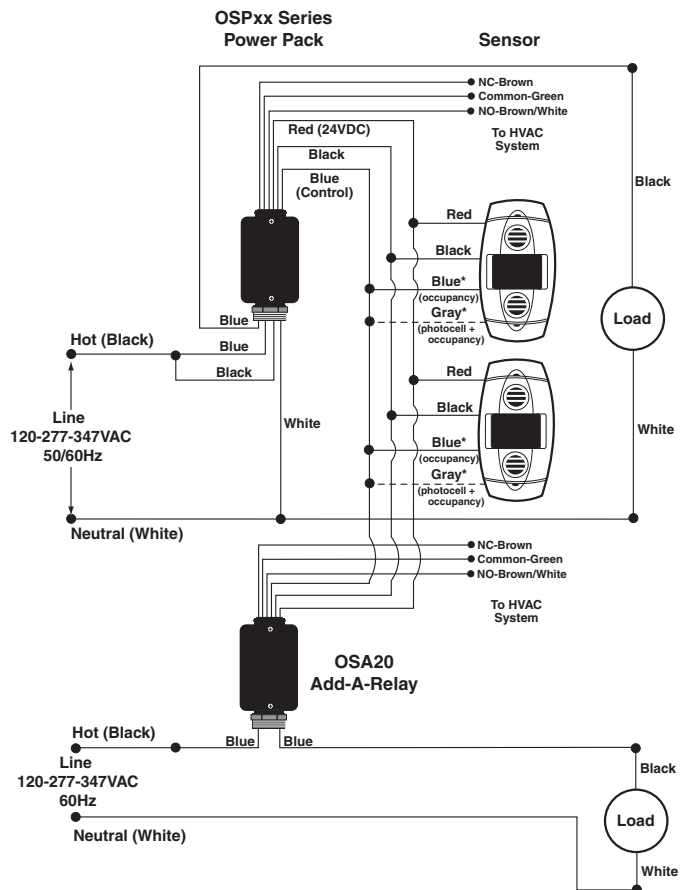 OSPxx Series
Power Pack
Sensor
NC-Brown
Common-Green
NO-Brown/White
Red (24VDC)
To HVAC
System
Black
Blue
(Control)
Black
Red
Black
Blue*
(occupancy)
Gray*
(photocell +
occupancy)
Load
Blue
Hot (Black)
Blue
Black
Red
Line
120-277-347VAC
50/60Hz
White
Black
White
Blue*
(occupancy)
Gray*
(photocell +
occupancy)
Neutral (White)
NC-Brown
Common-Green
NO-Brown/White
To HVAC
System
OSA20
Add-A-Relay
Hot (Black)
Blue
Blue
Line
120-277-347VAC
60Hz
Black
Load
Neutral (White)
White